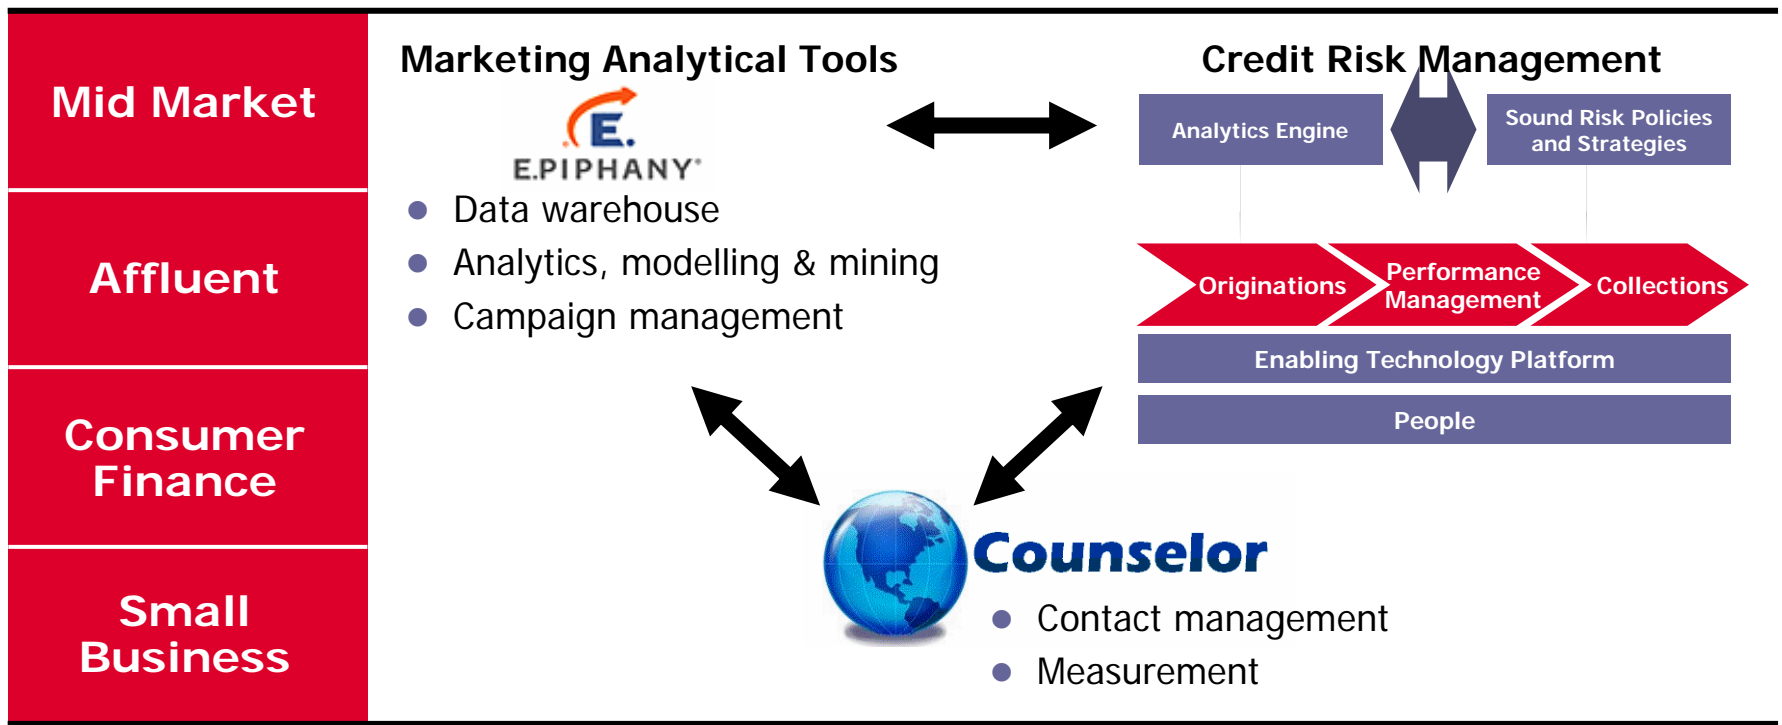 Mid Market
Affluent
Consumer
Finance
Small
Business
Marketing Analytical Tools
E.
E.PIPHANY
● Data warehouse
● Analytics, modelling & mining
● Campaign management
Credit Risk Management
Analytics Engine
Sound Risk Policies
and Strategies
Originations
Performance
Management
Collections
Enabling Technology Platform
People
Counselor
● Contact management
● Measurement